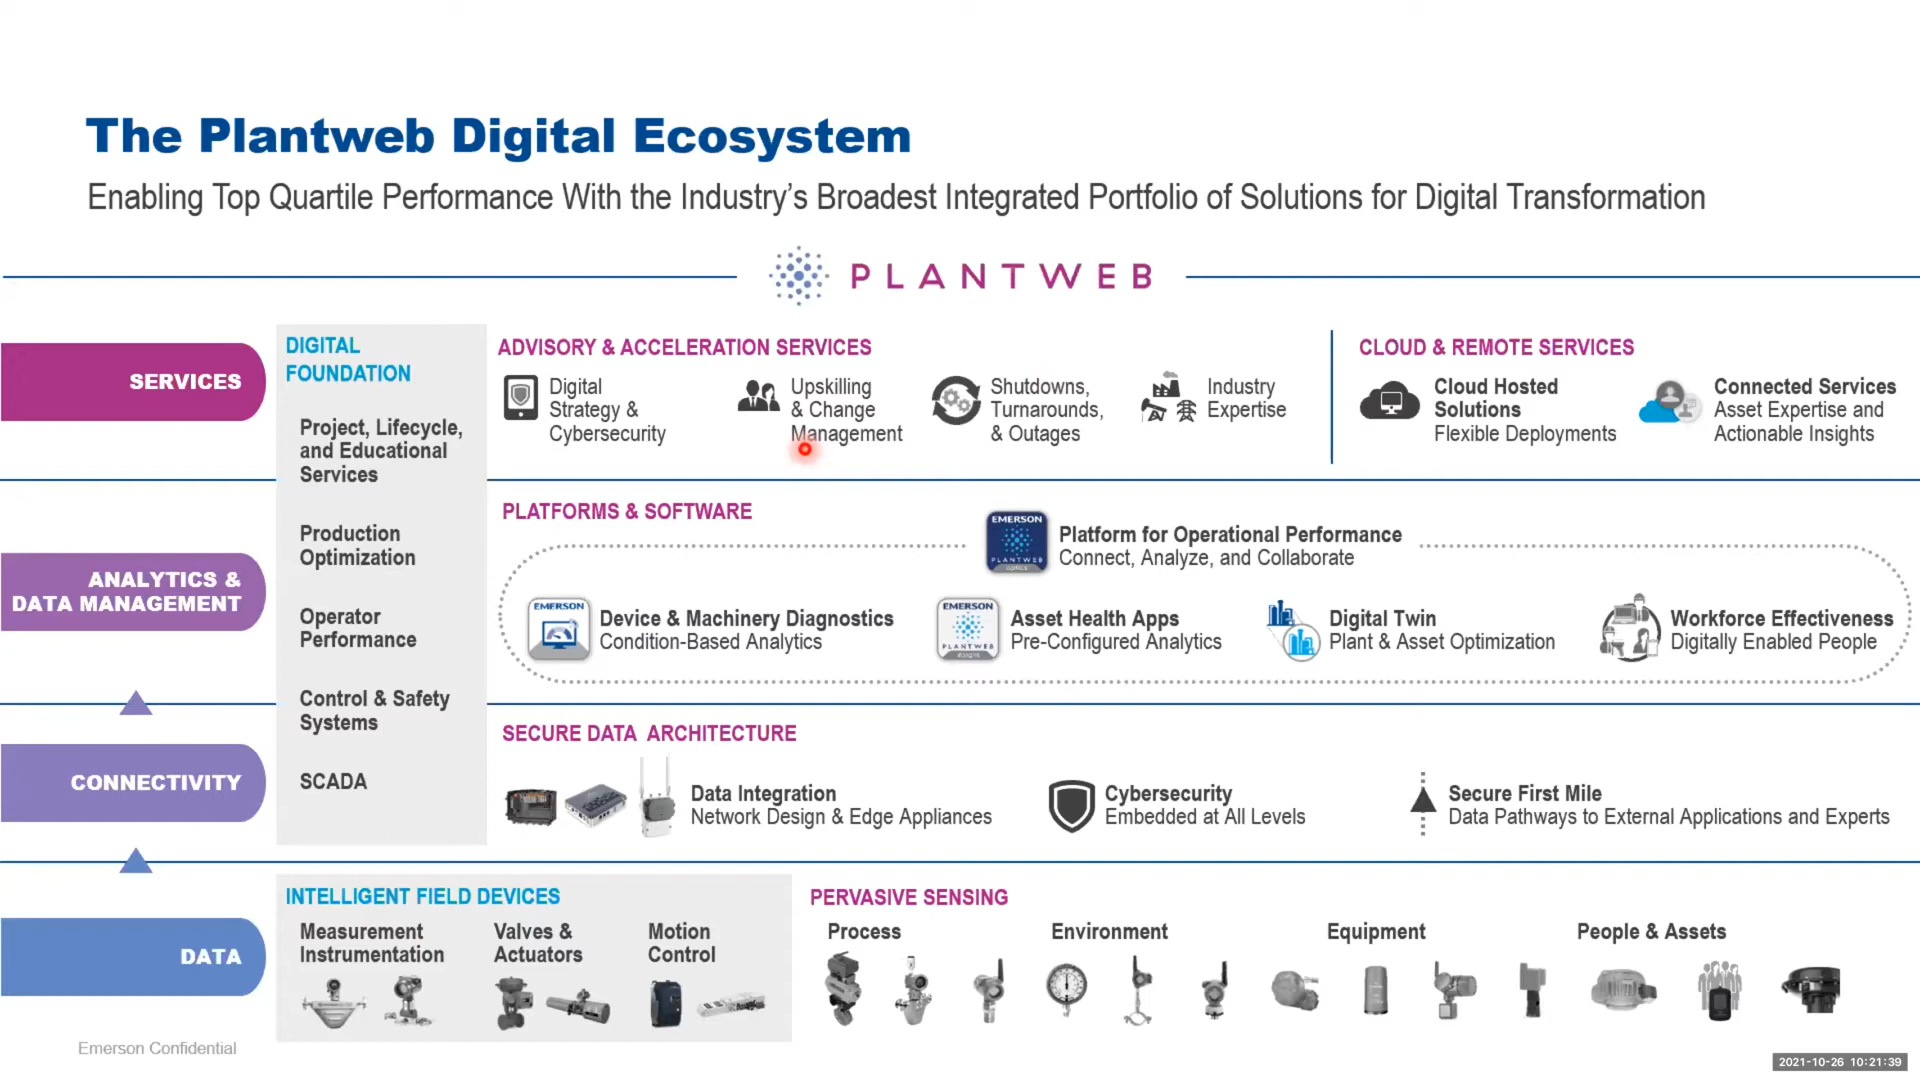 The Plantweb Digital Ecosystem
Enabling Top Quartile Performance With the Industry's Broadest Integrated Portfolio of Solutions for Digital Transformation
PLANTWEB
SERVICES
ANALYTICS &
DATA MANAGEMENT
CONNECTIVITY
DATA
DIGITAL
FOUNDATION
Project, Lifecycle,
and Educational
Services
Production
Optimization
Operator
Performance
Control & Safety
Systems
SCADA
ADVISORY & ACCELERATION SERVICES
Digital
Strategy &
Cybersecurity
Upskilling
& Change
Management
Shutdowns,
Turnarounds,
& Outages
Industry
Expertise
CLOUD & REMOTE SERVICES
Cloud Hosted
Solutions
Flexible Deployments
Connected Services
Asset Expertise and
Actionable Insights
PLATFORMS & SOFTWARE
EMERSON
PLANTWEB
Platform for Operational Performance
Connect, Analyze, and Collaborate
EMERSON
Device & Machinery Diagnostics
Condition-Based Analytics
EMERSON
PLANTWEB
Asset Health Apps
Pre-Configured Analytics
Digital Twin
Plant & Asset Optimization
Workforce Effectiveness
Digitally Enabled People
SECURE DATA ARCHITECTURE
Data Integration
Network Design & Edge Appliances
Cybersecurity
Embedded at All Levels
Secure First Mile
Data Pathways to External Applications and Experts
INTELLIGENT FIELD DEVICES
Measurement
Instrumentation
Valves &
Actuators
Motion
Control
PERVASIVE SENSING
Process
Environment
Equipment
People & Assets
Emerson Confidential
2021-10-26 10:21:39